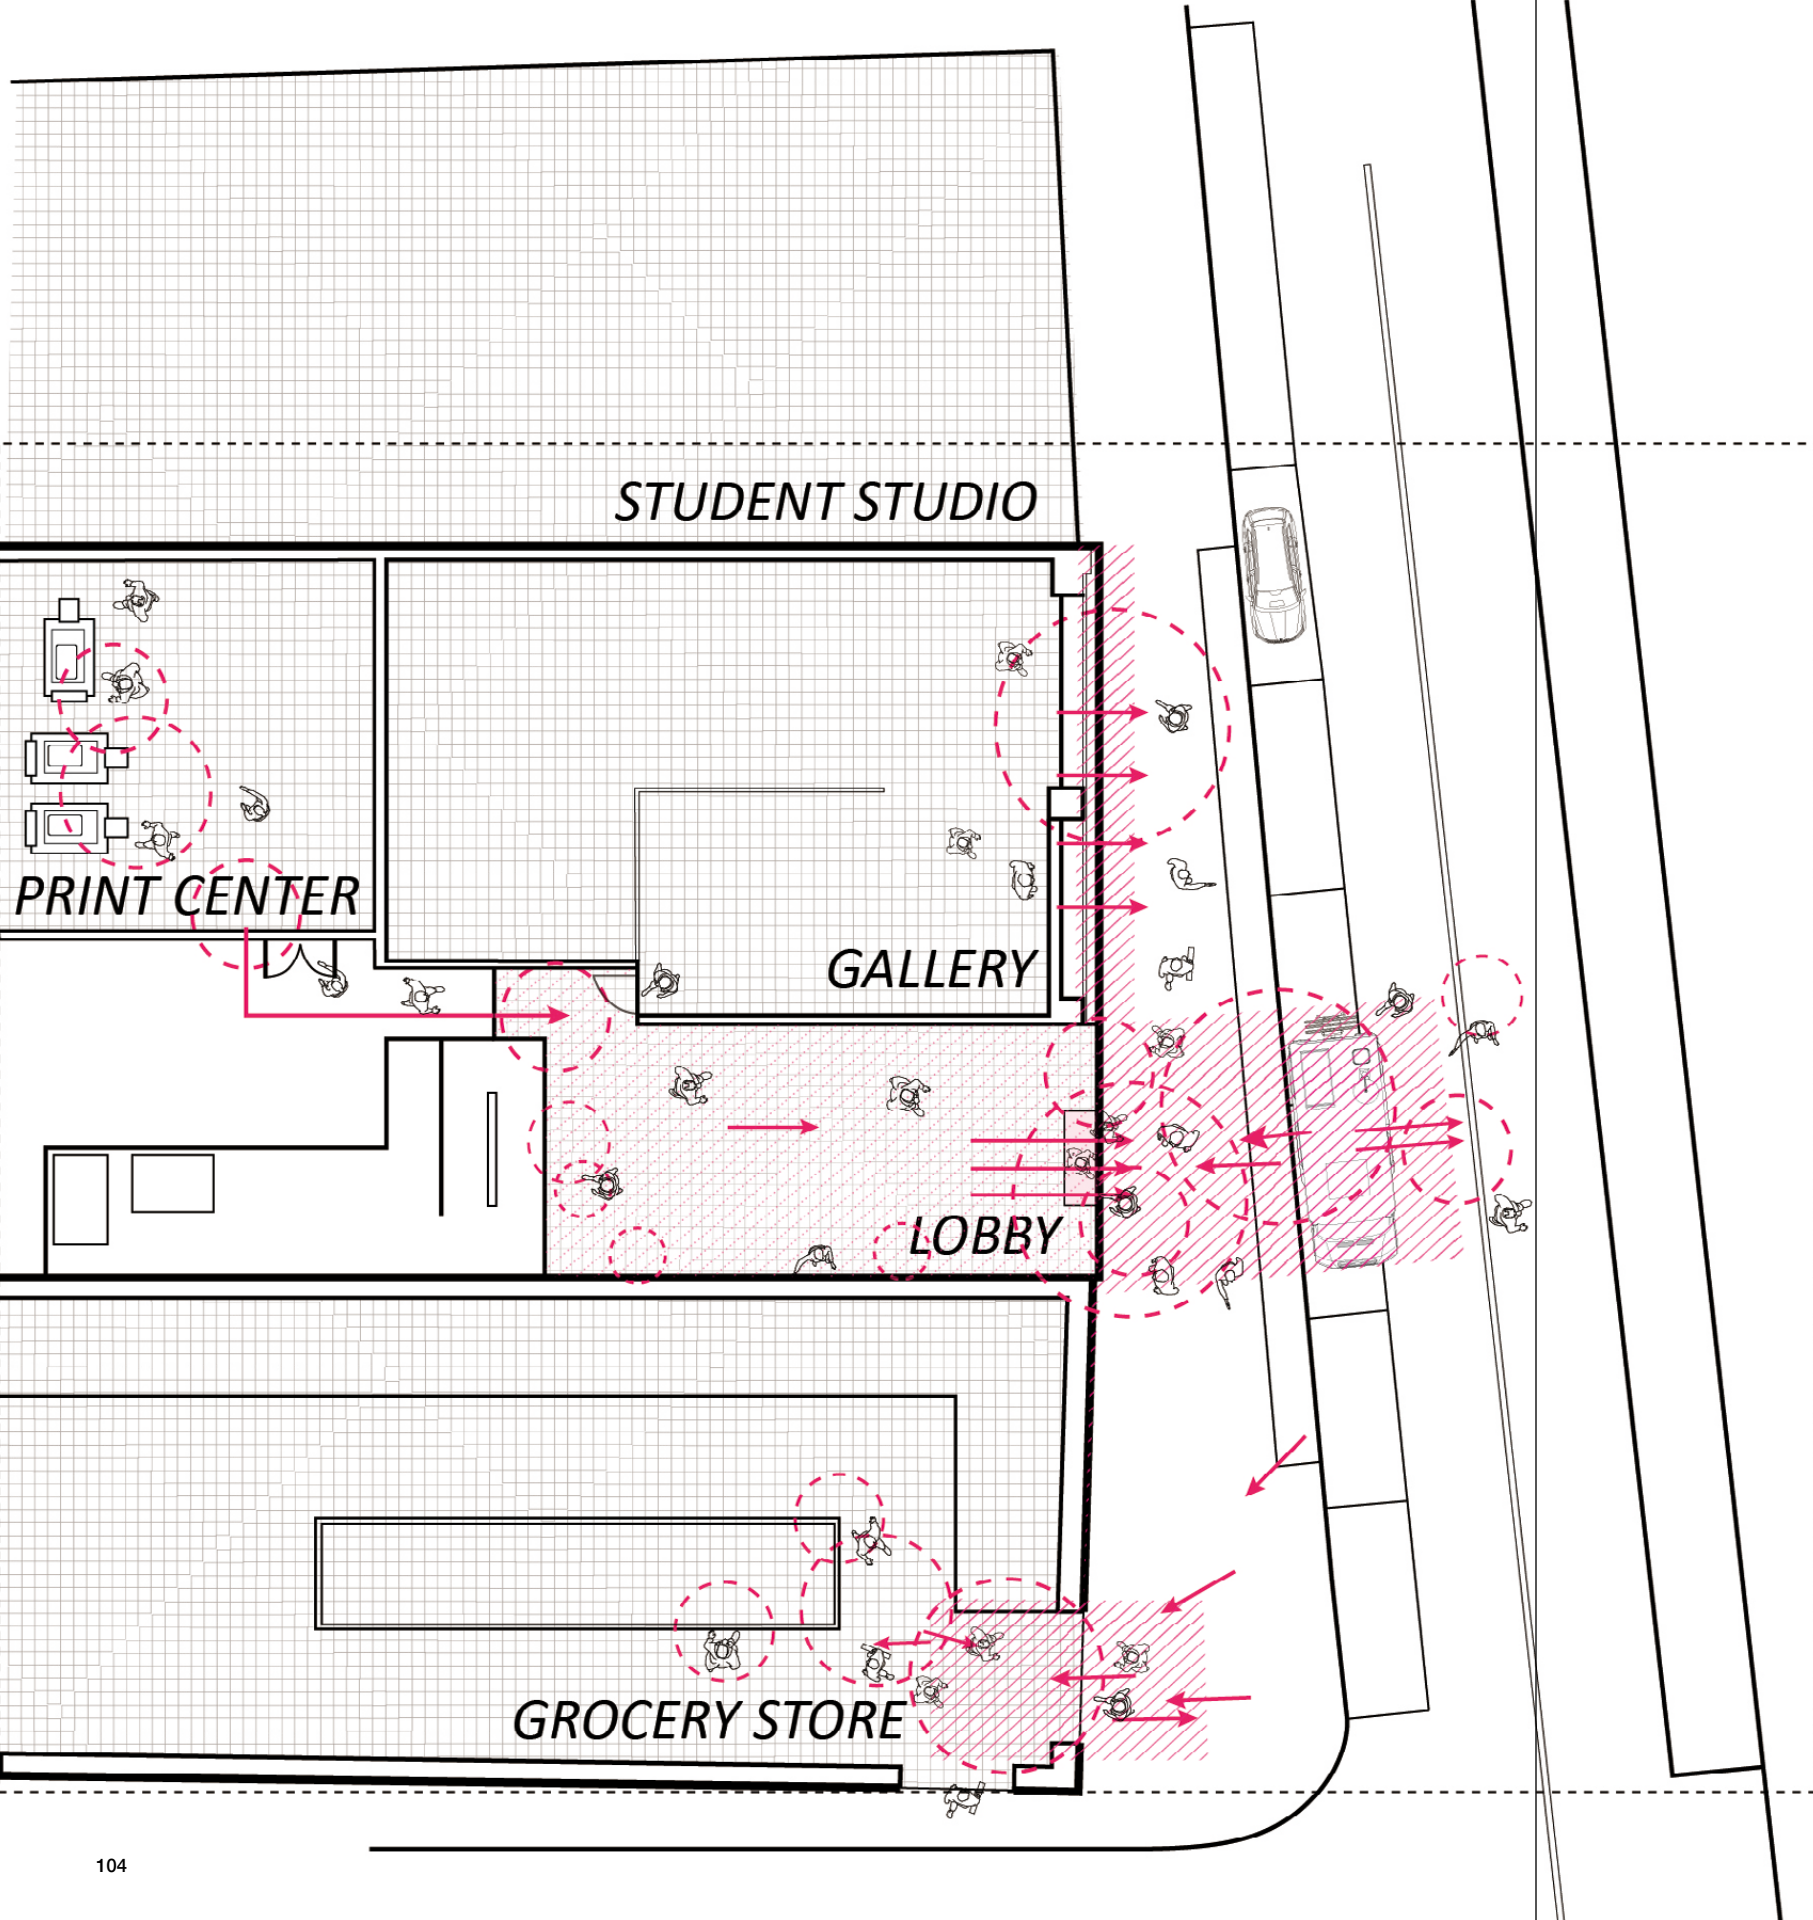 STUDENT STUDIO
PRINT CENTER
GALLERY
LOBBY
GROCERY STORE
104